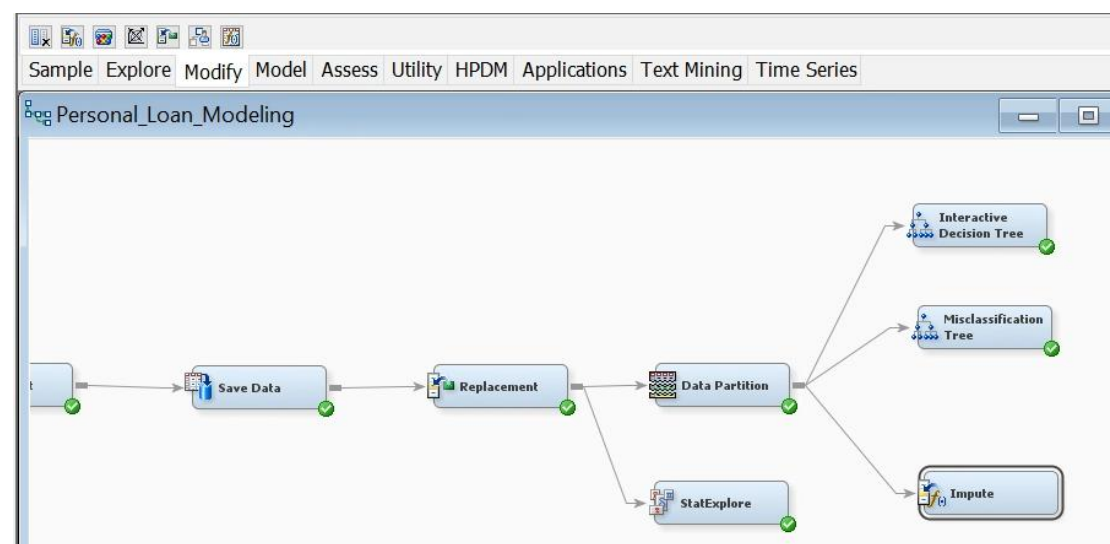 Sample Explore Modify Model Assess Utility HPDM Applications Text Mining Time Series
Personal_Loan_Modeling
Interactive
Decision Tree
Misclassification
Tree
t
Save Data
Replacement
Data Partition
StatExplore
Impute